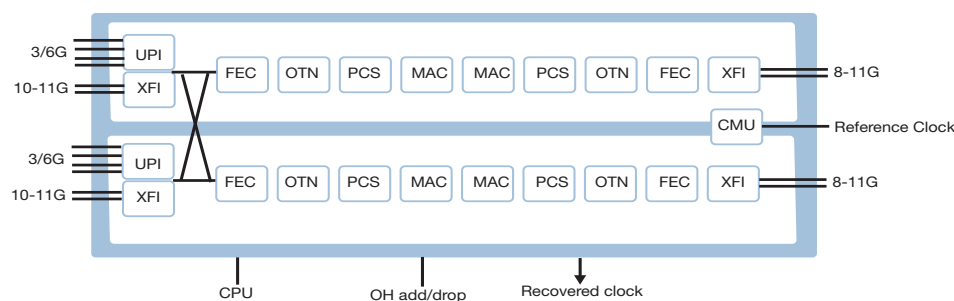 3/6G
UPI
FEC OTN PCS MAC MAC PCS OTN FEC XFI 8-11G
10-11G XFI
CMU Reference Clock
3/6G UPI
FEC OTN PCS MAC MAC PCS OTN FEC XFI 8-11G
10-11G XFI
CPU OH add/drop Recovered clock